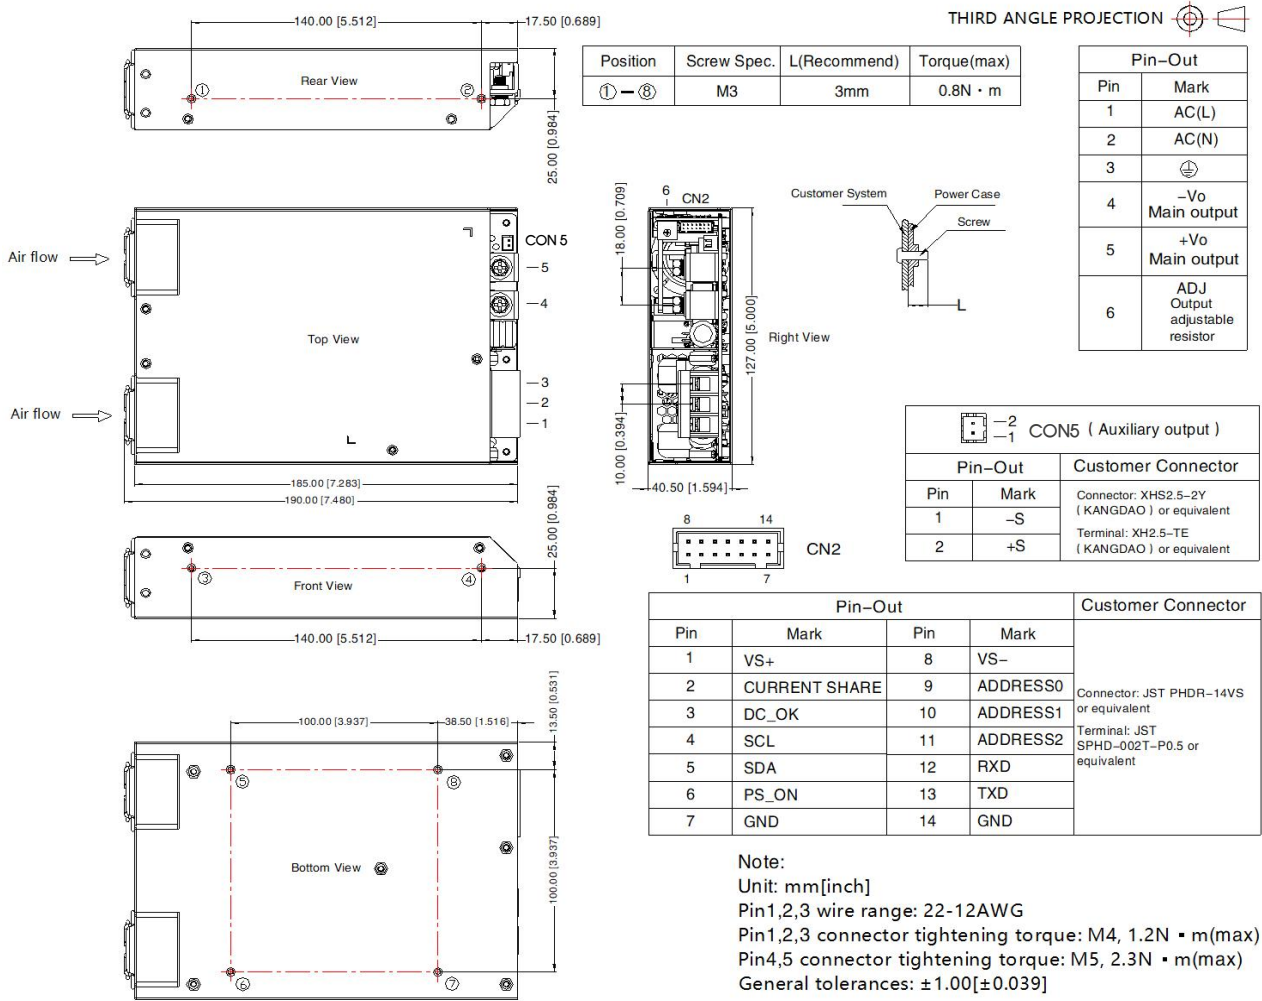 THIRD ANGLE PROJECTION
140.00 [5.512]
17.50 [0.689]
Rear View
①
②
25.00 [0.984]
Position
Screw Spec.
L(Recommend)
Torque(max)
①－⑧
M3
3mm
0.8N · m
Pin-Out
Pin
Mark
1
AC(L)
2
AC(N)
3
4
-Vo
Main output
5
+Vo
Main output
6
ADJ
Output
adjustable
resistor
Air flow
Air flow
Top View
CON 5
5
4
3
2
1
185.00 [7.283]
190.00 [7.480]
6
CN2
18.00 [0.709]
10.00 [0.394]
127.00 [5.000]
40.50 [1.594]
Right View
Customer System
Power Case
Screw
L
2
1
CON5 ( Auxiliary output )
Pin-Out
Customer Connector
Pin
Mark
1
-S
2
+S
Connector: XHS2.5-2Y
( KANGDAO ) or equivalent
Terminal: XH2.5-TE
( KANGDAO ) or equivalent
Front View
③
④
25.00 [0.984]
140.00 [5.512]
17.50 [0.689]
8
14
CN2
1
7
Pin-Out
Customer Connector
Pin
Mark
Pin
Mark
1
VS+
8
VS-
2
CURRENT SHARE
9
ADDRESS0
3
DC_OK
10
ADDRESS1
4
SCL
11
ADDRESS2
5
SDA
12
RXD
6
PS_ON
13
TXD
7
GND
14
GND
Connector: JST PHDR-14VS
or equivalent
Terminal: JST
SPHD-002T-P0.5 or
equivalent
100.00 [3.937]
38.50 [1.516]
13.50 [0.531]
⑤
⑧
Bottom View
100.00 [3.937]
⑥
⑦
Note:
Unit: mm[inch]
Pin1,2,3 wire range: 22-12AWG
Pin1,2,3 connector tightening torque: M4, 1.2N ▪ m(max)
Pin4,5 connector tightening torque: M5, 2.3N ▪ m(max)
General tolerances: ±1.00[±0.039]